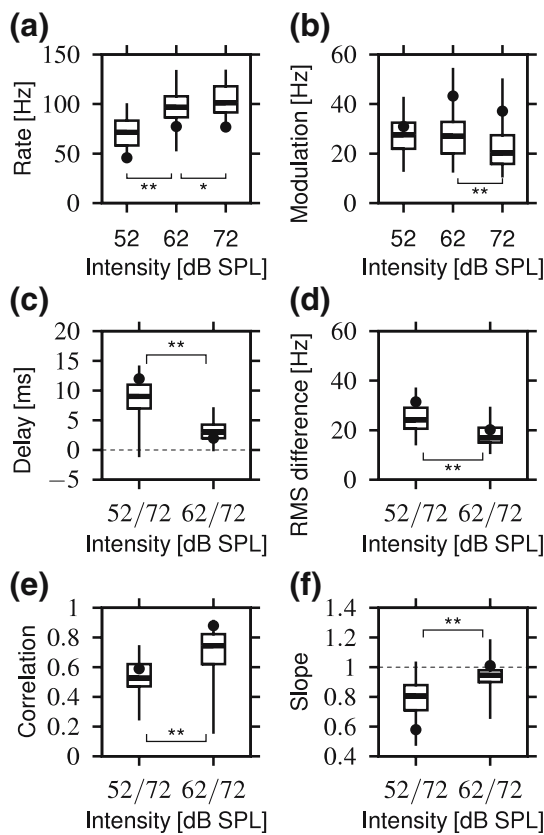 (a)
150
100
50
0
Rate [Hz]
**
*
52 62 72
Intensity [dB SPL]
(b)
60
40
20
0
Modulation [Hz]
**
52 62 72
Intensity [dB SPL]
(c)
20
15
10
5
0
−5
Delay [ms]
**
52/72 62/72
Intensity [dB SPL]
(d)
60
40
20
0
RMS difference [Hz]
**
52/72 62/72
Intensity [dB SPL]
(e)
1
0.8
0.6
0.4
0.2
0
Correlation
**
52/72 62/72
Intensity [dB SPL]
(f)
1.4
1.2
1
0.8
0.6
0.4
Slope
**
52/72 62/72
Intensity [dB SPL]